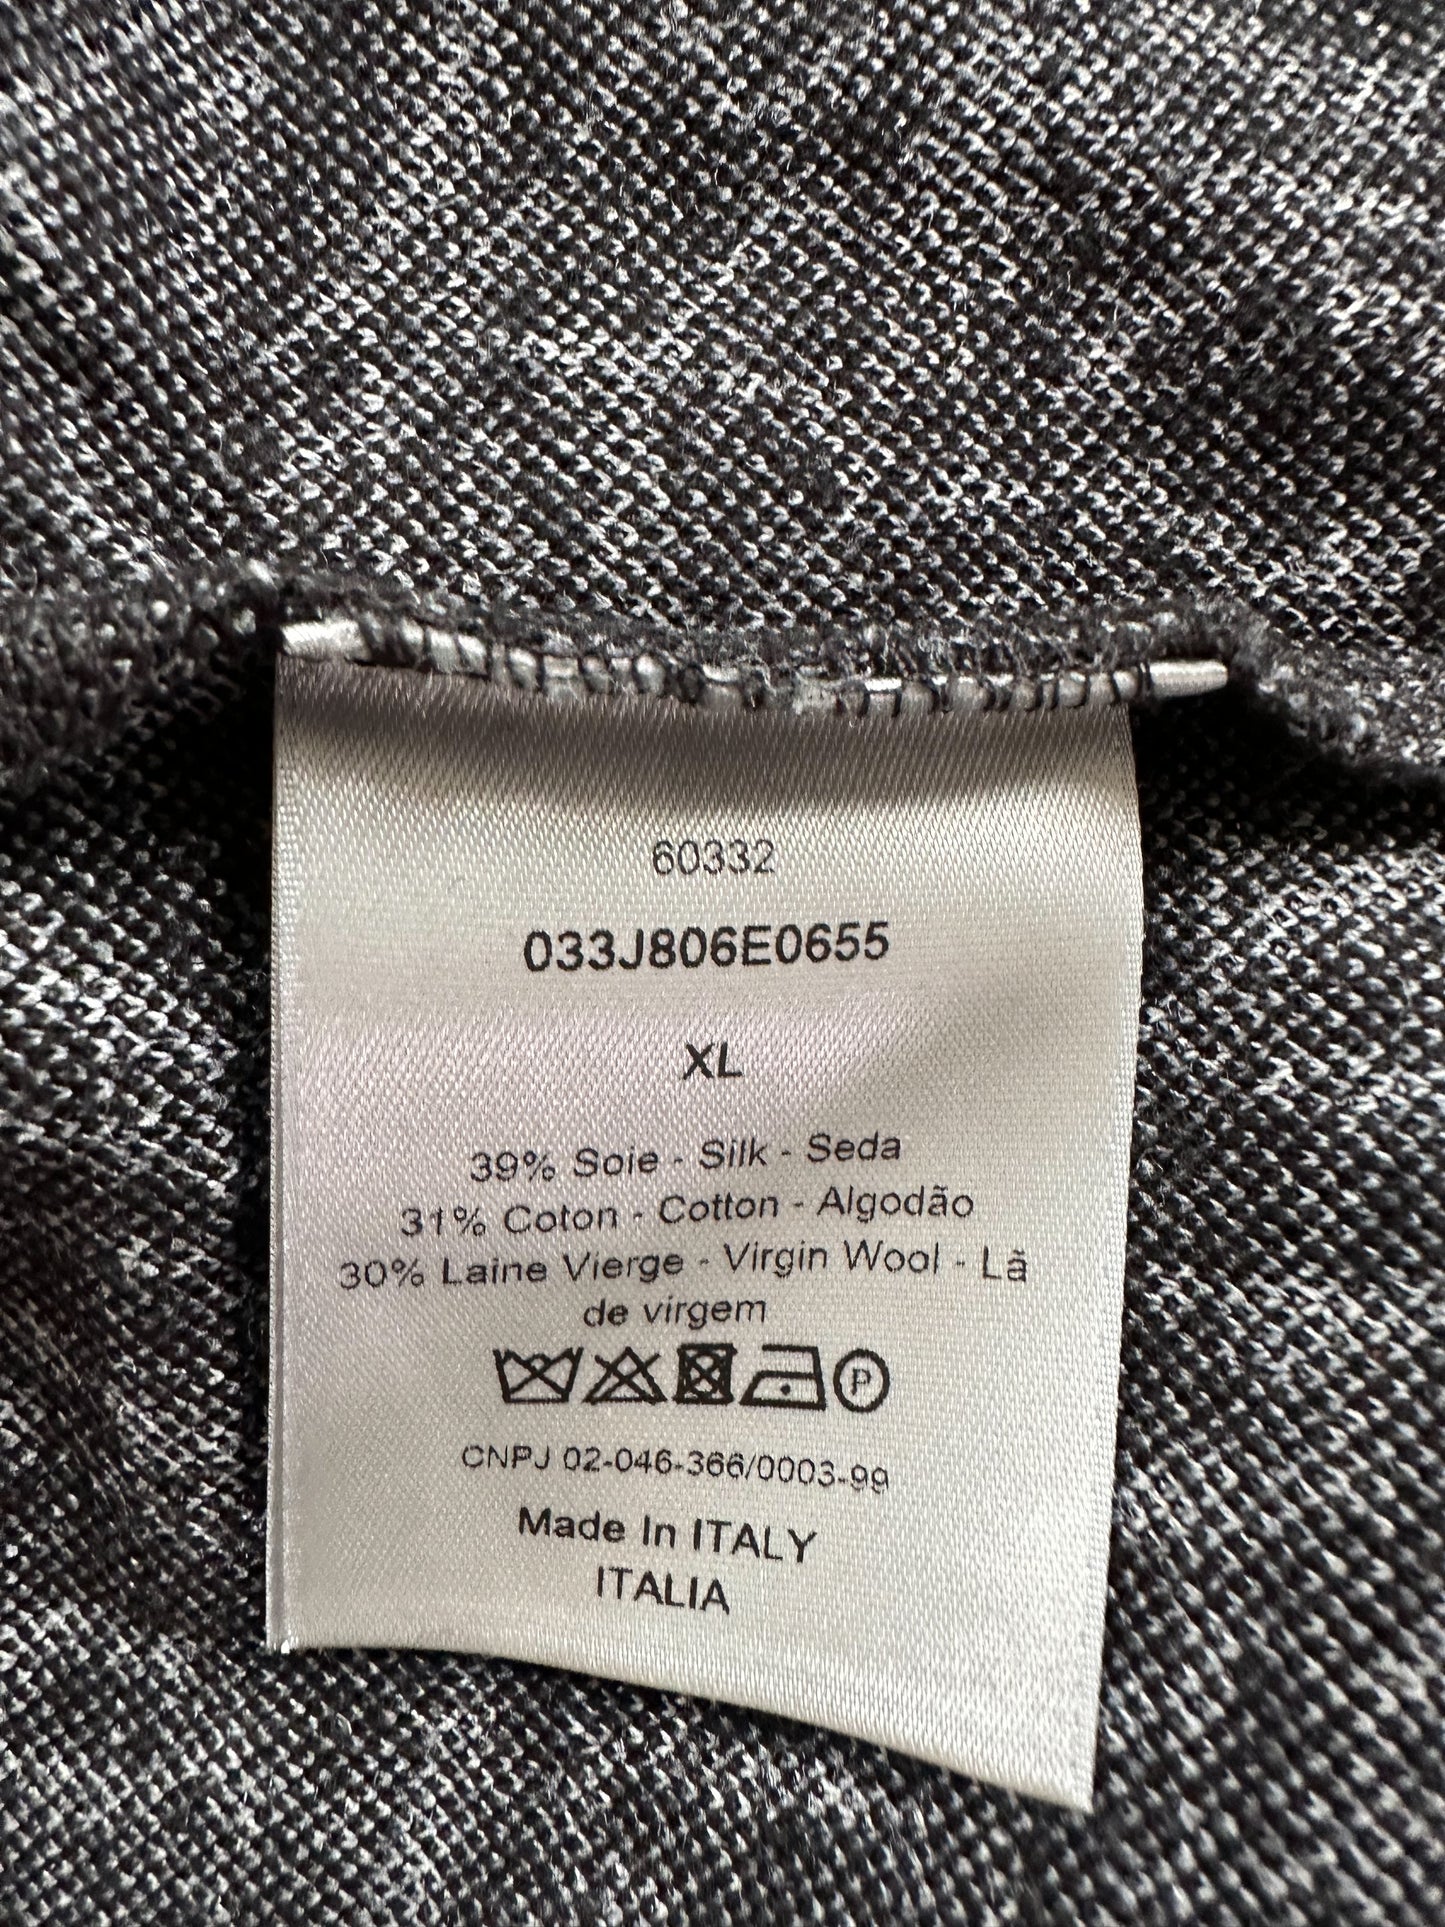 60332
033J806E0655
XL
39% Soie - Silk - Seda
31% Coton - Cotton - Algodão
30% Laine Vierge - Virgin Wool - Lã
de virgem
P
CNPJ 02-046-366/0003-99
Made In ITALY
ITALIA